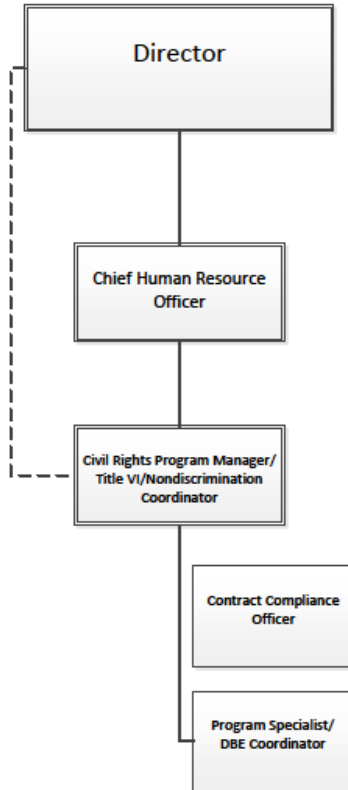 Director
Chief Human Resource
Officer
Civil Rights Program Manager/
Title VI/Nondiscrimination
Coordinator
Contract Compliance
Officer
Program Specialist/
DBE Coordinator